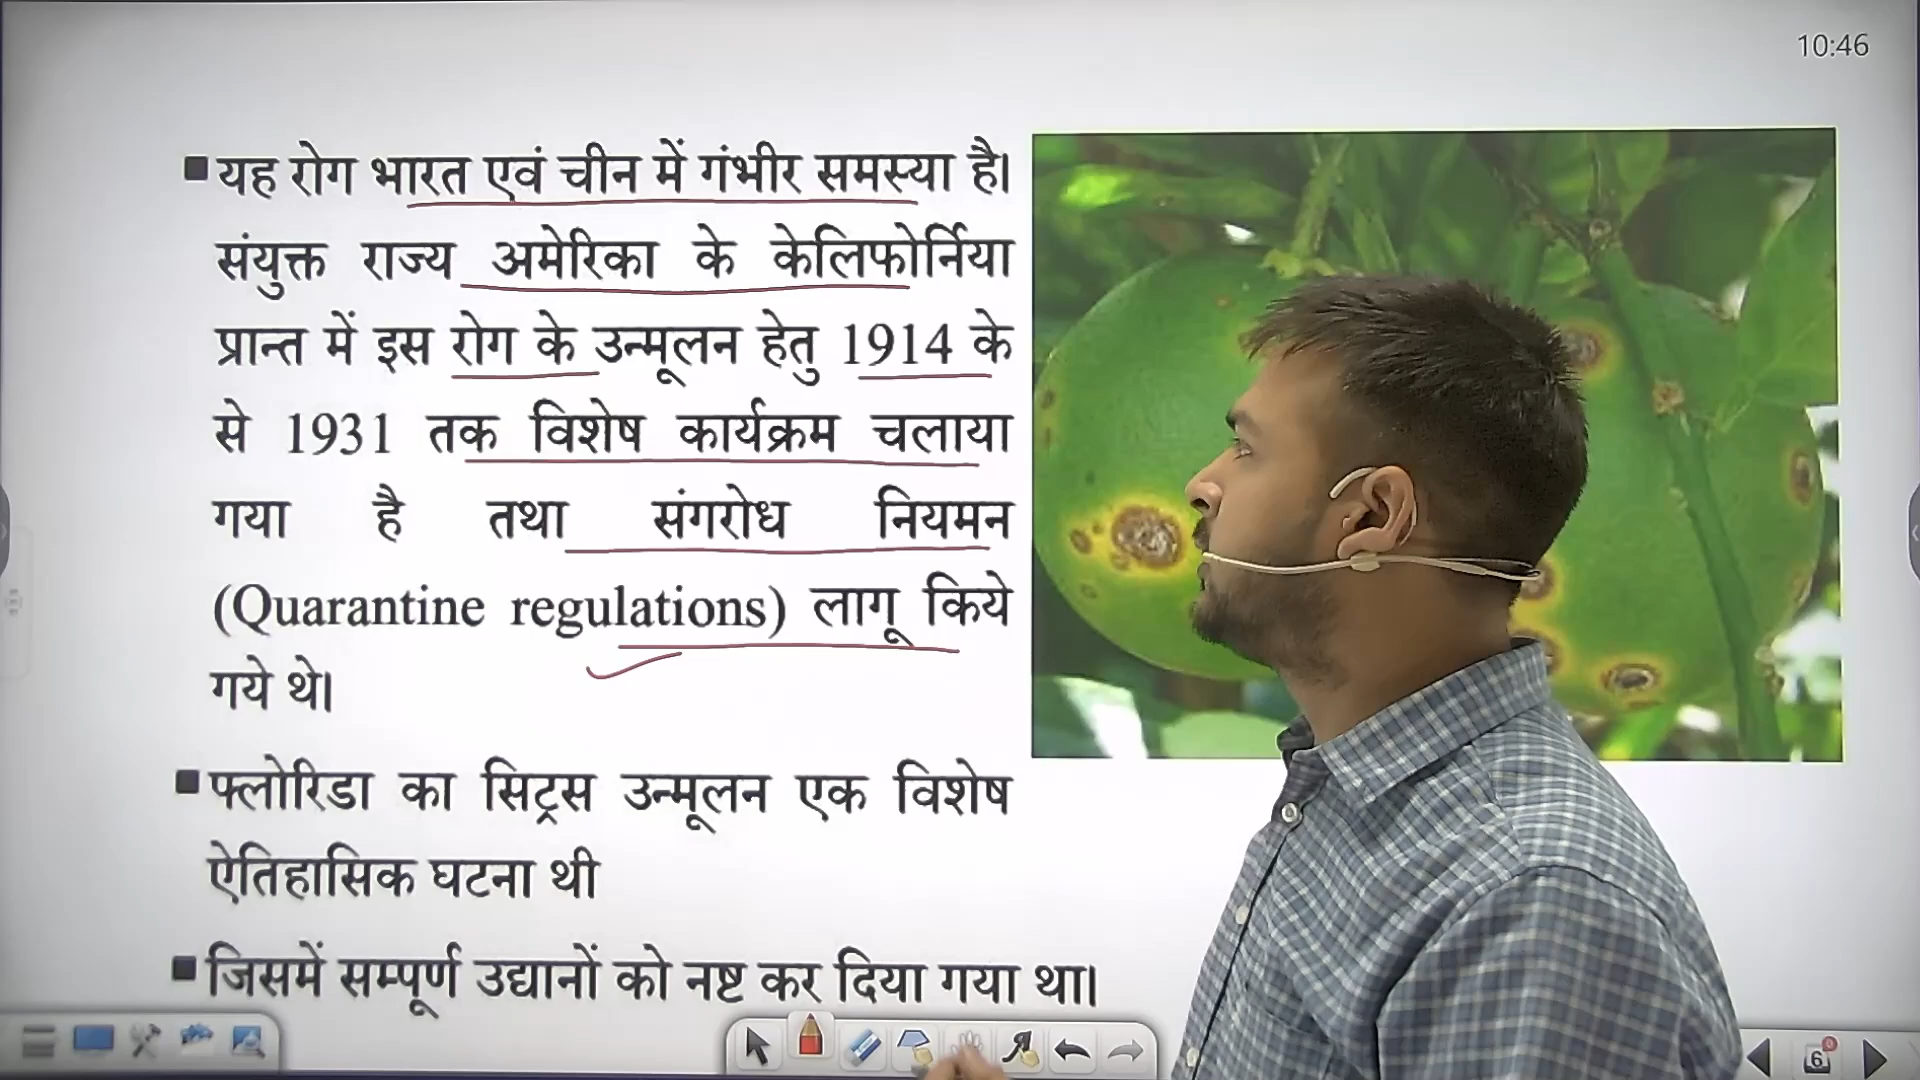 10:46
▪ यह रोग भारत एवं चीन में गंभीर समस्या है।
संयुक्त राज्य अमेरिका के केलिफोर्निया
प्रान्त में इस रोग के उन्मूलन हेतु 1914 के
से 1931 तक विशेष कार्यक्रम चलाया
गया है तथा संगरोध नियमन
(Quarantine regulations) लागू किये
गये थे।
▪ फ्लोरिडा का सिट्रस उन्मूलन एक विशेष
ऐतिहासिक घटना थी
▪ जिसमें सम्पूर्ण उद्यानों को नष्ट कर दिया गया था।
6